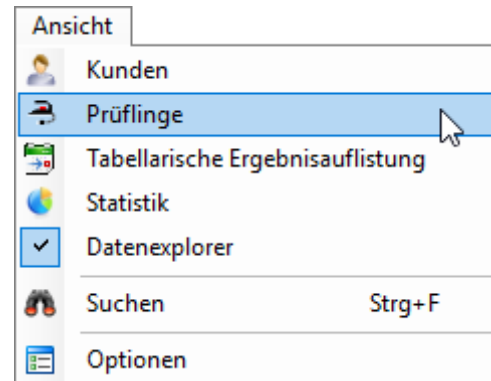 Ansicht
Kunden
Prüflinge
Tabellarische Ergebnisauflistung
Statistik
Datenexplorer
Suchen Strg+F
Optionen